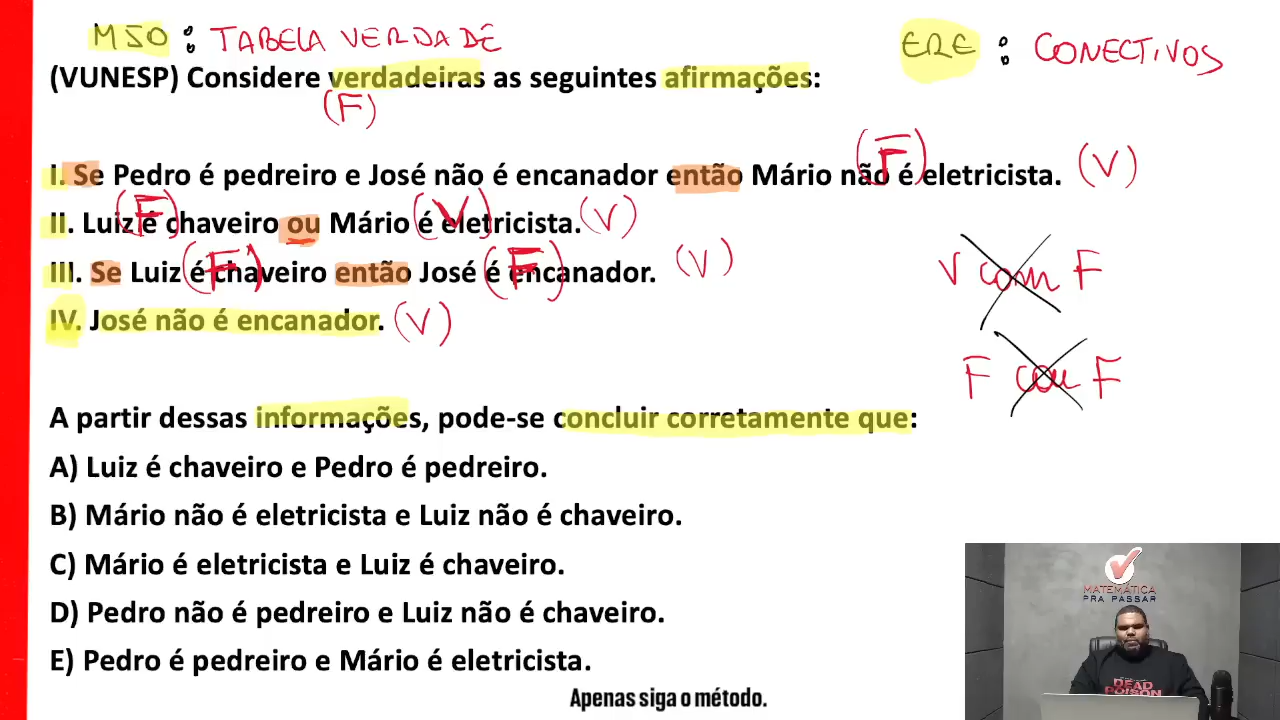 MSO : TABELA VERDADE
ERE : CONECTIVOS
(VUNESP) Considere verdadeiras as seguintes afirmações:
(F)
I. Se Pedro é pedreiro e José não é encanador então Mário não é eletricista. (F) (V)
II. Luiz é chaveiro ou Mário é eletricista. (F) (V) (V)
III. Se Luiz é chaveiro então José é encanador. (F) (F) (V)
IV. José não é encanador. (V)
V com F
F com F
A partir dessas informações, pode-se concluir corretamente que:
A) Luiz é chaveiro e Pedro é pedreiro.
B) Mário não é eletricista e Luiz não é chaveiro.
C) Mário é eletricista e Luiz é chaveiro.
D) Pedro não é pedreiro e Luiz não é chaveiro.
E) Pedro é pedreiro e Mário é eletricista.
MATEMÁTICA
PRA PASSAR
DEAD
POISON
Apenas siga o método.